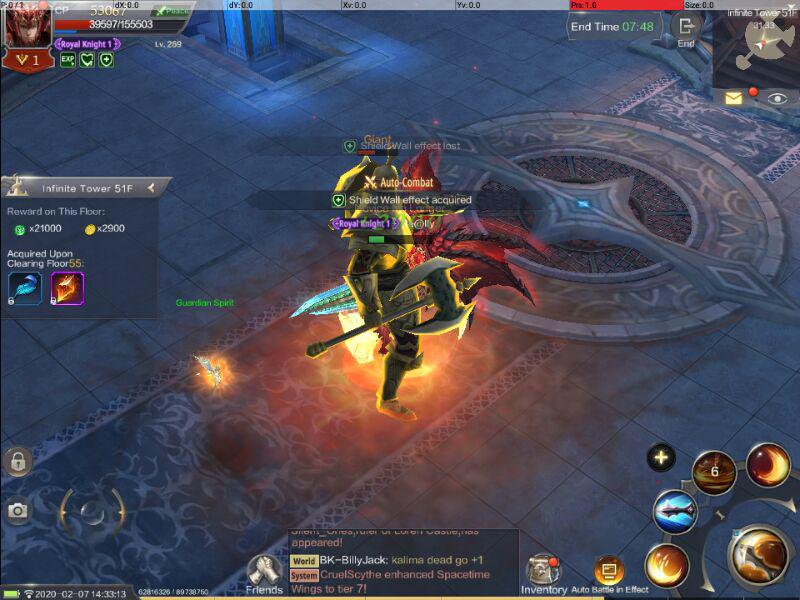 P: 0 / 1
dX: 0.0
dY: 0.0
Xv: 0.0
Yv: 0.0
Prs: 1.0
Size: 0.0
CP 53067
Peace
39597/155503
Royal Knight 1
Lv. 289
1
EXP
End Time 07:48
End
Infinite Tower 51F
Giant
Shield Wall effect lost
Auto-Combat
Shield Wall effect acquired
Royal Knight 1
Infinite Tower 51F
Reward on This Floor:
x21000
x2900
Acquired Upon
Clearing Floor55:
Guardian Spirit
6
Silent_Ones,ruler of Loren Castle,has
appeared!
World BK-BillyJack: kalima dead go +1
System CruelScythe enhanced Spacetime
Wings to tier 7!
Friends
Inventory
Auto Battle in Effect
2020-02-07 14:33:13
62816326 / 89738750